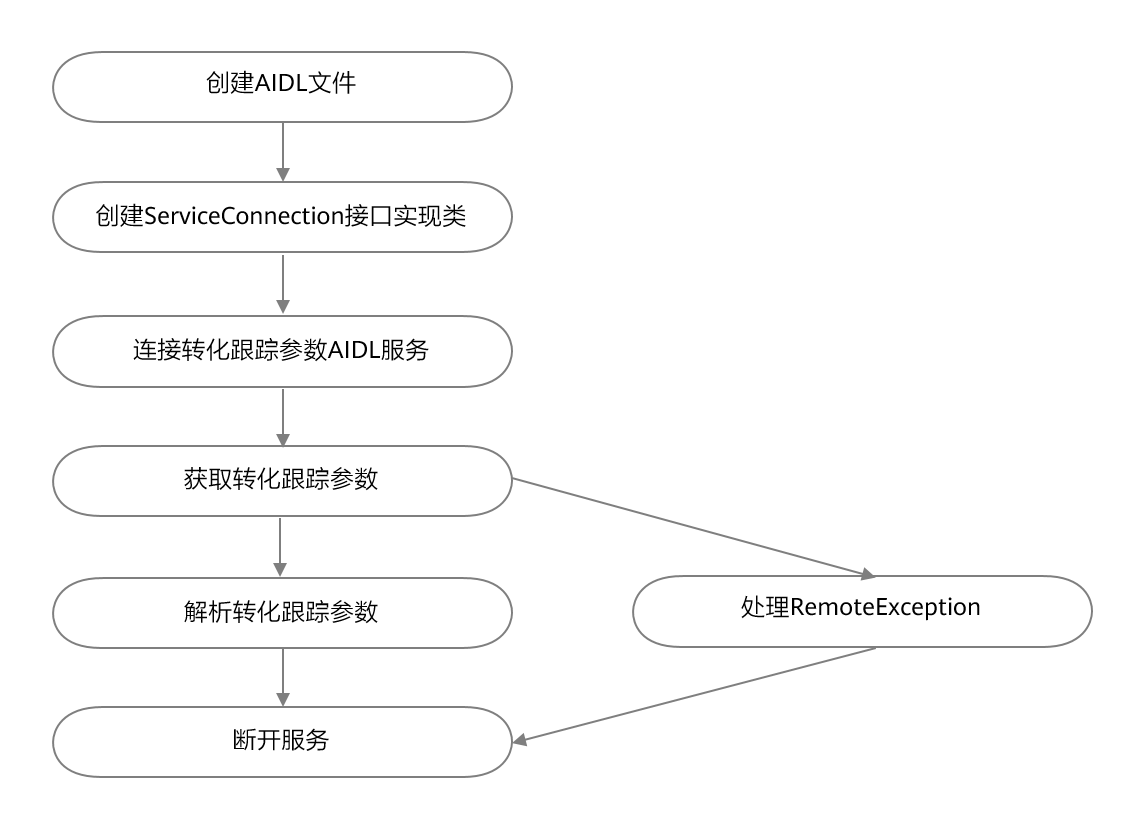 创建AIDL文件
创建ServiceConnection接口实现类
连接转化跟踪参数AIDL服务
获取转化跟踪参数
解析转化跟踪参数
处理RemoteException
断开服务